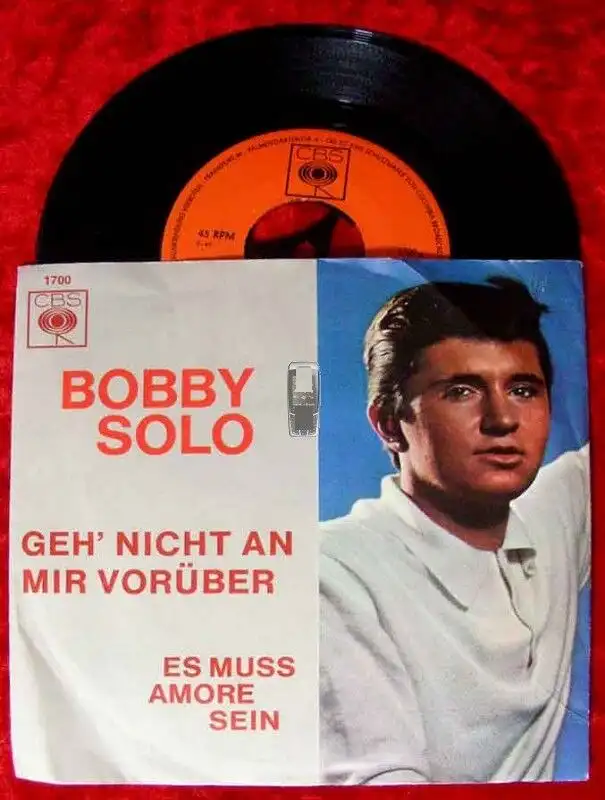 CBS
45 RPM
1700
CBS
BOBBY
SOLO
GEH' NICHT AN
MIR VORÜBER
ES MUSS
AMORE
SEIN